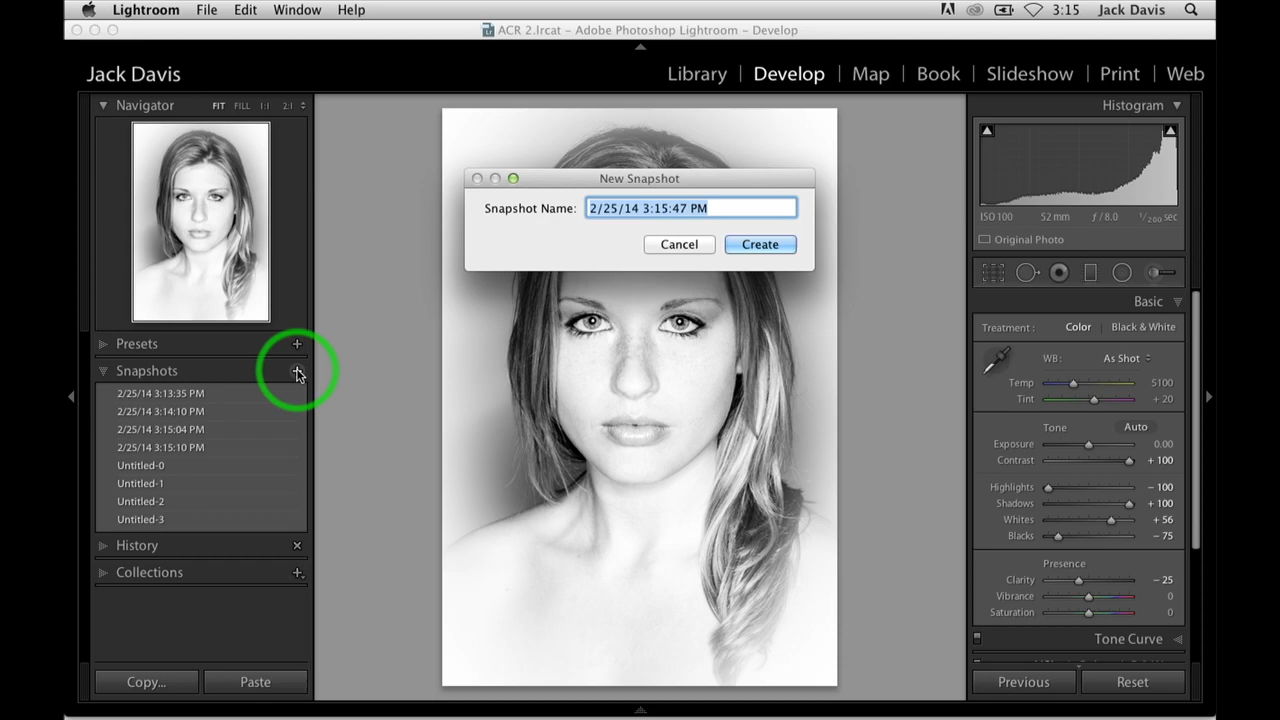 Lightroom File Edit Window Help 3:15 Jack Davis
ACR 2.lrcat – Adobe Photoshop Lightroom – Develop
Jack Davis
Library | Develop | Map | Book | Slideshow | Print | Web
Navigator FIT FILL 1:1 2:1
Presets
Snapshots
2/25/14 3:13:35 PM
2/25/14 3:14:10 PM
2/25/14 3:15:04 PM
2/25/14 3:15:10 PM
Untitled-0
Untitled-1
Untitled-2
Untitled-3
History
Collections
Copy... Paste
New Snapshot
Snapshot Name: 2/25/14 3:15:47 PM
Cancel Create
Histogram
ISO 100 52 mm ƒ / 8.0 1/200 sec
Original Photo
Basic
Treatment: Color | Black & White
WB: As Shot
Temp 5100
Tint + 20
Tone Auto
Exposure 0.00
Contrast + 100
Highlights – 100
Shadows + 100
Whites + 56
Blacks – 75
Presence
Clarity – 25
Vibrance 0
Saturation 0
Tone Curve
Previous Reset